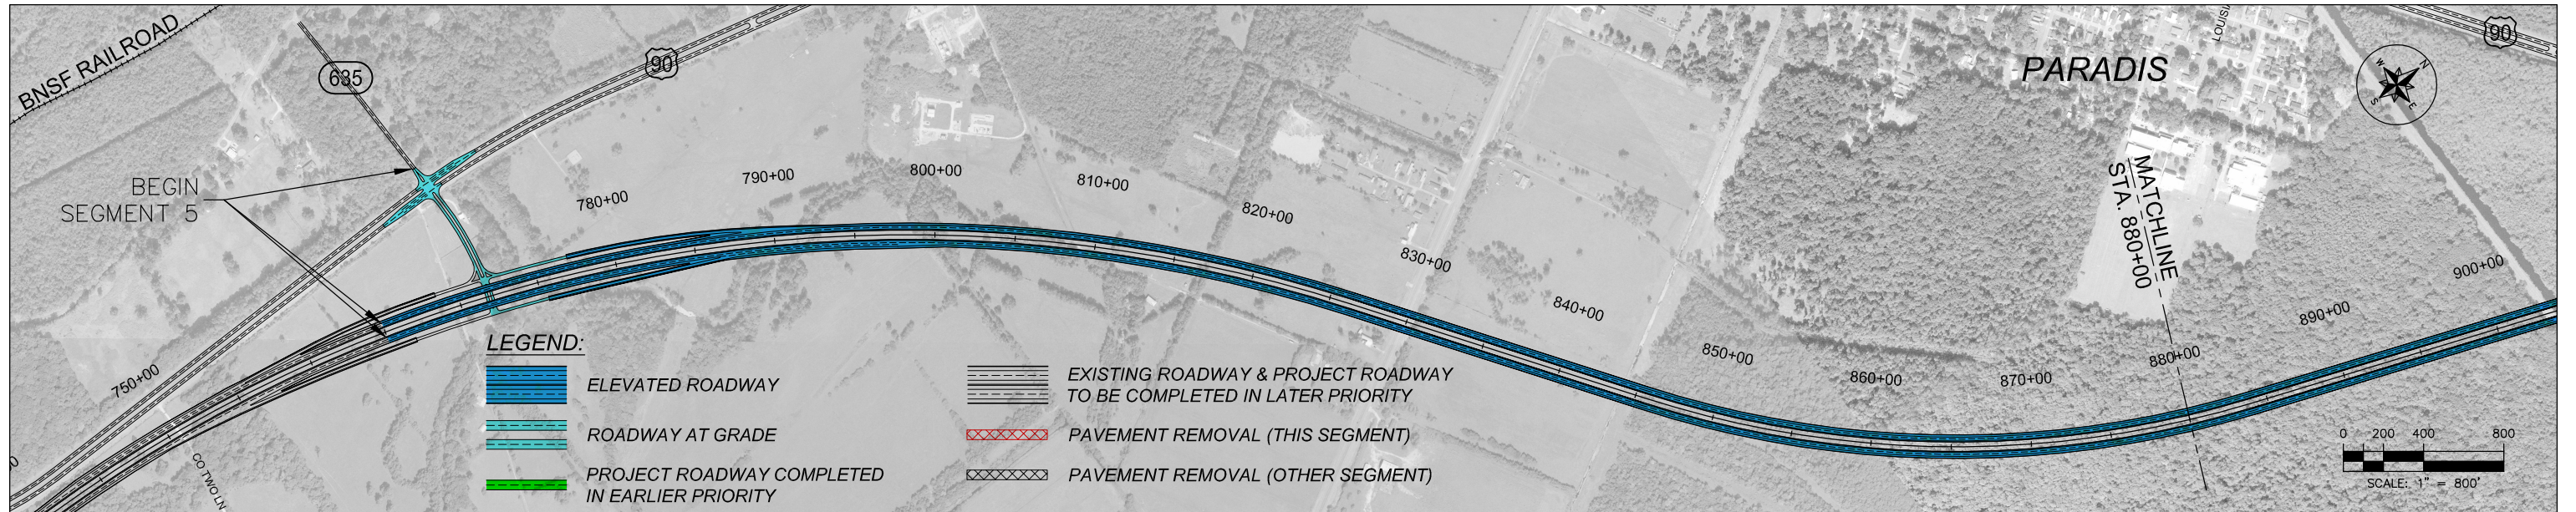 BNSF RAILROAD
635
90
LOUISI
PARADIS
90
W
N
S
E
BEGIN
SEGMENT 5
750+00
780+00
790+00
800+00
810+00
820+00
830+00
840+00
850+00
860+00
870+00
880+00
890+00
900+00
MATCHLINE
STA. 880+00
CO TWO LN
LEGEND:
ELEVATED ROADWAY
ROADWAY AT GRADE
PROJECT ROADWAY COMPLETED
IN EARLIER PRIORITY
EXISTING ROADWAY & PROJECT ROADWAY
TO BE COMPLETED IN LATER PRIORITY
PAVEMENT REMOVAL (THIS SEGMENT)
PAVEMENT REMOVAL (OTHER SEGMENT)
0 200 400 800
SCALE: 1" = 800'